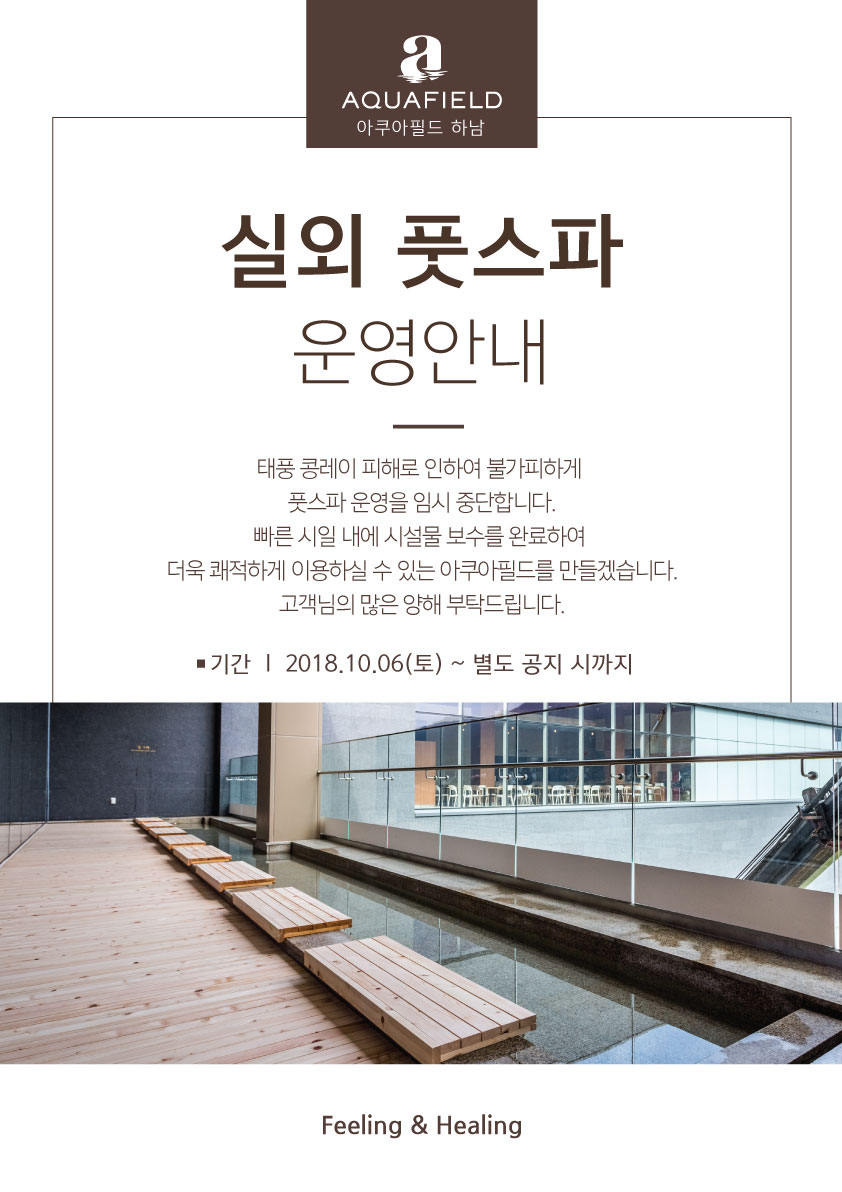 a
AQUAFIELD
아쿠아필드 하남
실외 풋스파
운영안내
태풍 콩레이 피해로 인하여 불가피하게
풋스파 운영을 임시 중단합니다.
빠른 시일 내에 시설물 보수를 완료하여
더욱 쾌적하게 이용하실 수 있는 아쿠아필드를 만들겠습니다.
고객님의 많은 양해 부탁드립니다.
■ 기간 ㅣ 2018.10.06(토) ~ 별도 공지 시까지
Feeling & Healing